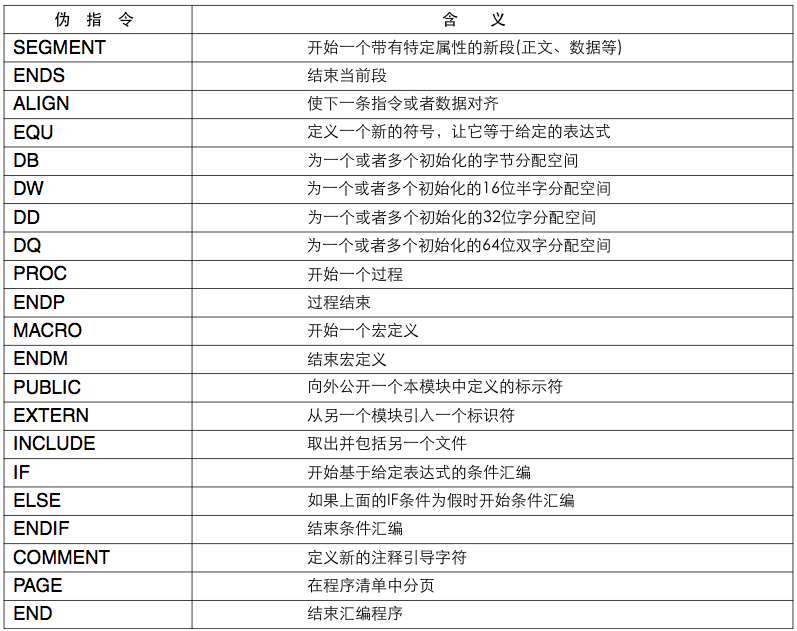 伪 指 令 含 义
SEGMENT 开始一个带有特定属性的新段(正文、数据等)
ENDS 结束当前段
ALIGN 使下一条指令或者数据对齐
EQU 定义一个新的符号，让它等于给定的表达式
DB 为一个或者多个初始化的字节分配空间
DW 为一个或者多个初始化的16位半字分配空间
DD 为一个或者多个初始化的32位字分配空间
DQ 为一个或者多个初始化的64位双字分配空间
PROC 开始一个过程
ENDP 过程结束
MACRO 开始一个宏定义
ENDM 结束宏定义
PUBLIC 向外公开一个本模块中定义的标示符
EXTERN 从另一个模块引入一个标识符
INCLUDE 取出并包括另一个文件
IF 开始基于给定表达式的条件汇编
ELSE 如果上面的IF条件为假时开始条件汇编
ENDIF 结束条件汇编
COMMENT 定义新的注释引导字符
PAGE 在程序清单中分页
END 结束汇编程序